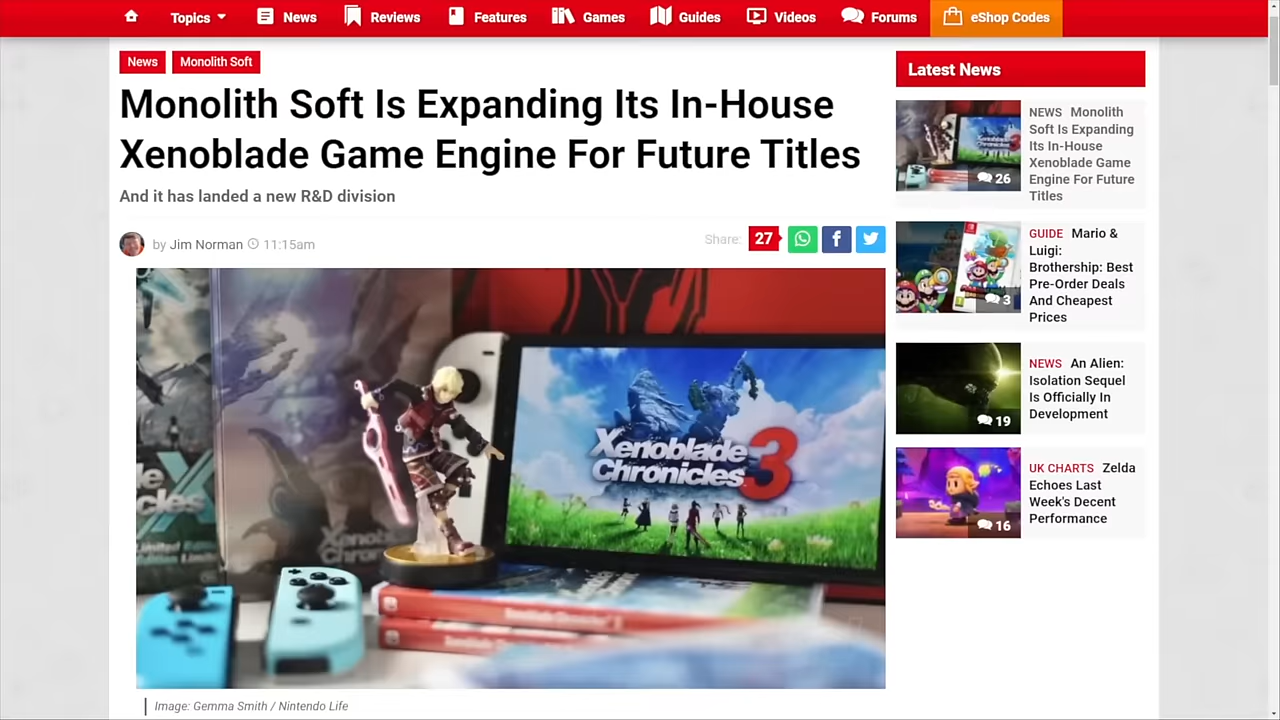 Topics
News
Reviews
Features
Games
Guides
Videos
Forums
eShop Codes
News
Monolith Soft
Monolith Soft Is Expanding Its In-House
Xenoblade Game Engine For Future Titles
And it has landed a new R&D division
by Jim Norman 11:15am
Share: 27
Xenoblade
Chronicles 3
Image: Gemma Smith / Nintendo Life
Latest News
26
NEWS Monolith
Soft Is Expanding
Its In-House
Xenoblade Game
Engine For Future
Titles
3
GUIDE Mario &
Luigi:
Brothership: Best
Pre-Order Deals
And Cheapest
Prices
19
NEWS An Alien:
Isolation Sequel
Is Officially In
Development
16
UK CHARTS Zelda
Echoes Last
Week's Decent
Performance